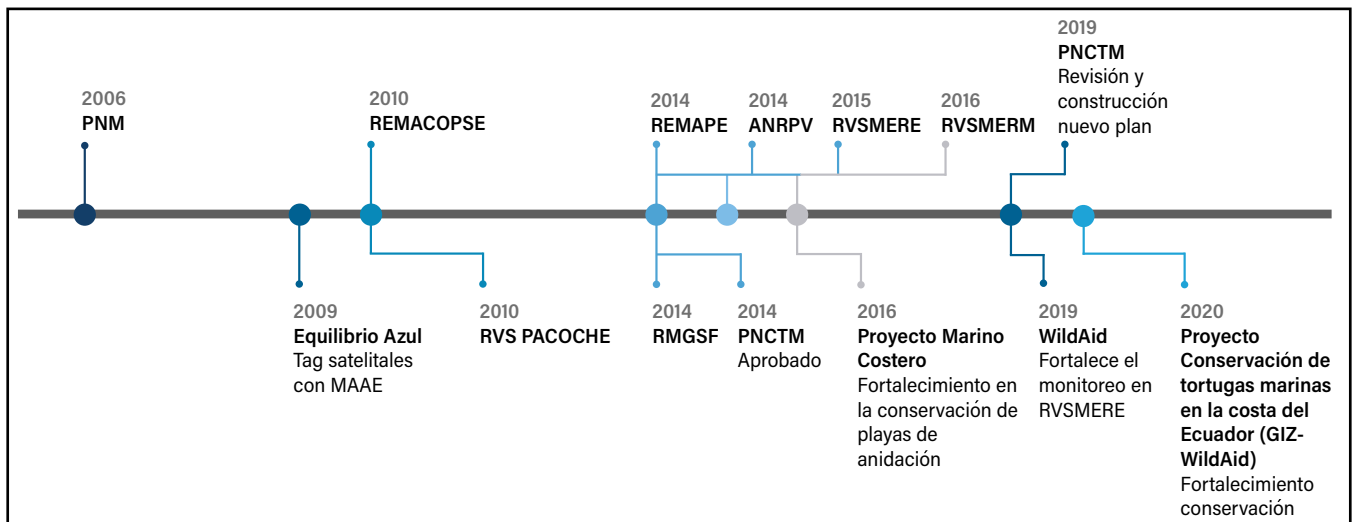 2006
PNM
2010
REMACOPSE
2014
REMAPE
2014
ANRPV
2015
RVSMERE
2016
RVSMERM
2019
PNCTM
Revisión y
construcción
nuevo plan
2009
Equilibrio Azul
Tag satelitales
con MAAE
2010
RVS PACOCHE
2014
RMGSF
2014
PNCTM
Aprobado
2016
Proyecto Marino
Costero
Fortalecimiento en
la conservación de
playas de
anidación
2019
WildAid
Fortalece el
monitoreo en
RVSMERE
2020
Proyecto
Conservación de
tortugas marinas
en la costa del
Ecuador (GIZ-
WildAid)
Fortalecimiento
conservación